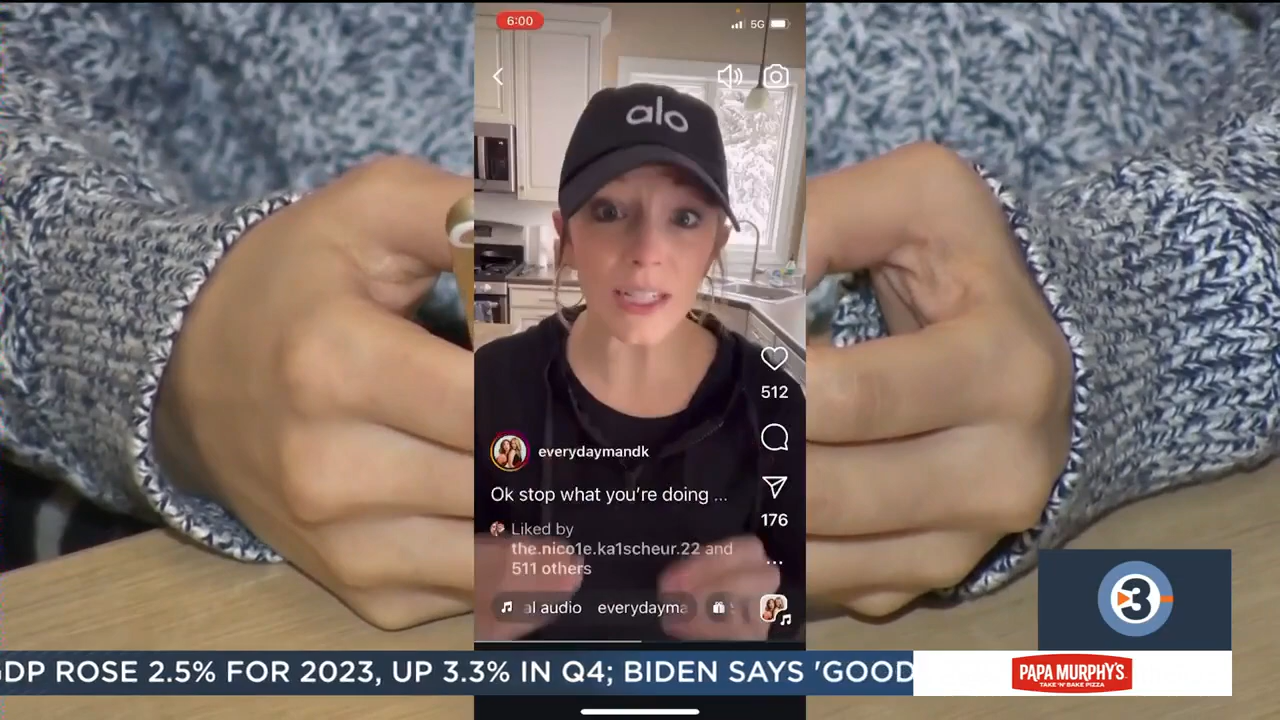 6:00
5G
alo
512
everydaymandk
Ok stop what you're doing ...
176
Liked by
the.nico1e.ka1scheur.22 and
511 others
al audio everydayma
3
GDP ROSE 2.5% FOR 2023, UP 3.3% IN Q4; BIDEN SAYS 'GOOD
PAPA MURPHY'S
TAKE 'N' BAKE PIZZA